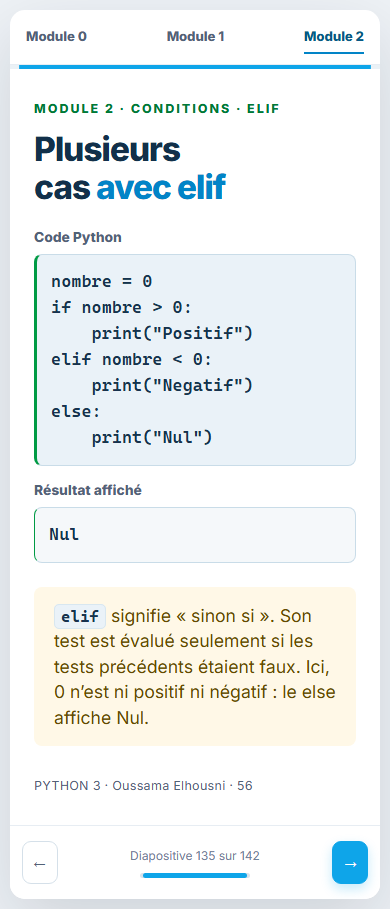 Module 0
Module 1
Module 2
MODULE 2 · CONDITIONS · ELIF
Plusieurs
cas avec elif
Code Python
nombre = 0
if nombre > 0:
    print("Positif")
elif nombre < 0:
    print("Negatif")
else:
    print("Nul")
Résultat affiché
Nul
elif signifie « sinon si ». Son
test est évalué seulement si les
tests précédents étaient faux. Ici,
0 n’est ni positif ni négatif : le else
affiche Nul.
PYTHON 3 · Oussama Elhousni · 56
←
Diapositive 135 sur 142
→